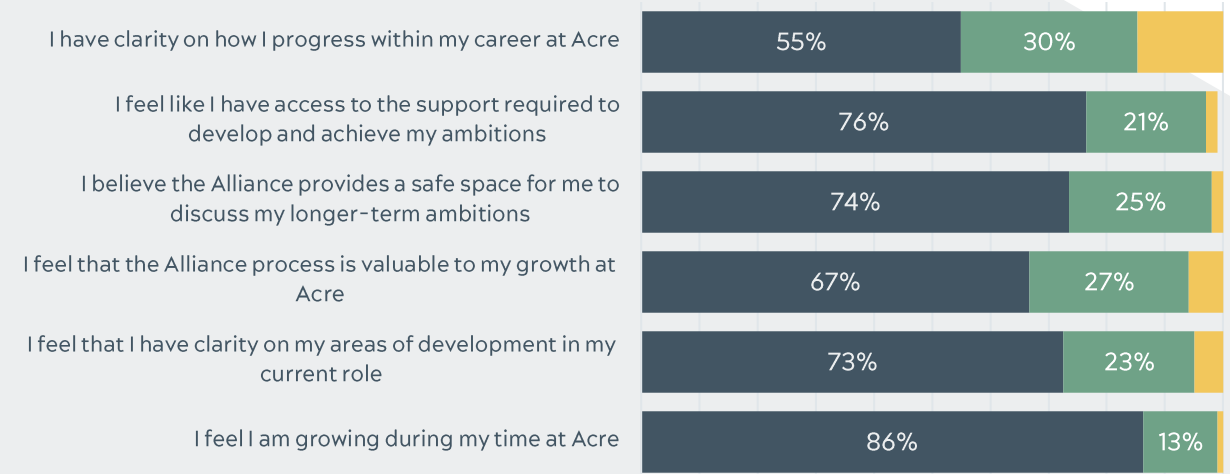 I have clarity on how I progress within my career at Acre
55%
30%
I feel like I have access to the support required to
develop and achieve my ambitions
76%
21%
I believe the Alliance provides a safe space for me to
discuss my longer-term ambitions
74%
25%
I feel that the Alliance process is valuable to my growth at
Acre
67%
27%
I feel that I have clarity on my areas of development in my
current role
73%
23%
I feel I am growing during my time at Acre
86%
13%